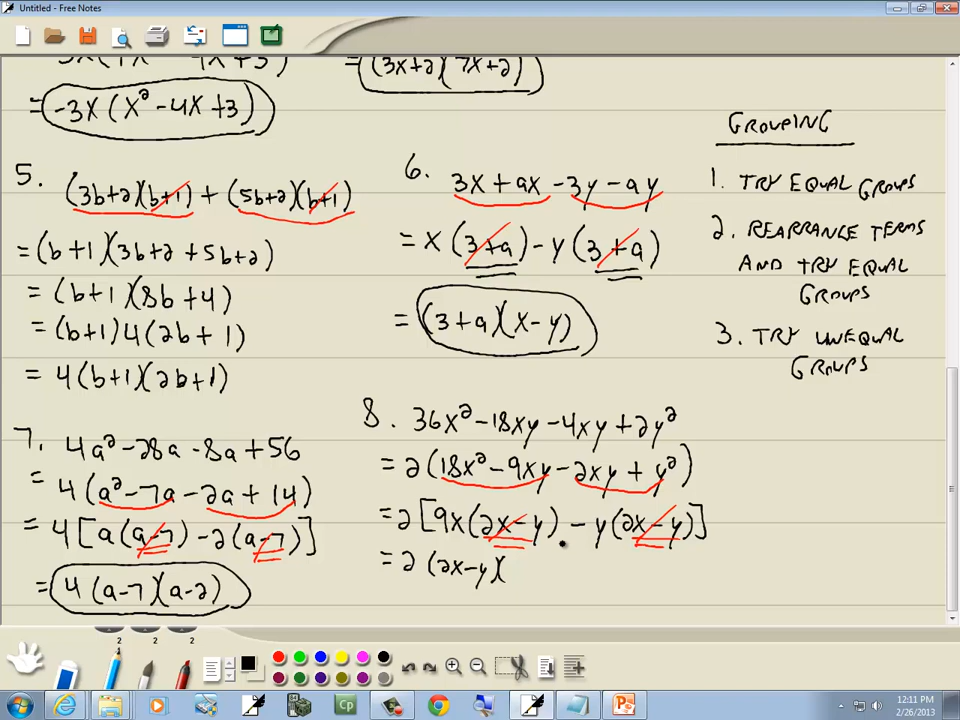 Untitled - Free Notes
= -3x(x² - 4x + 3)
(3x+2)(7x+2)
GROUPING
1. TRY EQUAL GROUPS
2. REARRANGE TERMS
AND TRY EQUAL
GROUPS
3. TRY UNEQUAL
GROUPS
5. (3b+2)(b+1) + (5b+2)(b+1)
= (b+1)(3b+2 + 5b+2)
= (b+1)(8b+4)
= (b+1)4(2b+1)
= 4(b+1)(2b+1)
6. 3x + ax - 3y - ay
= x(3+a) - y(3+a)
= (3+a)(x-y)
7. 4a² - 28a - 8a + 56
= 4(a² - 7a - 2a + 14)
= 4[a(a-7) - 2(a-7)]
= 4(a-7)(a-2)
8. 36x² - 18xy - 4xy + 2y²
= 2(18x² - 9xy - 2xy + y²)
= 2[9x(2x-y) - y(2x-y)]
= 2(2x-y)(
2
2
Cp
12:11 PM
2/26/2013